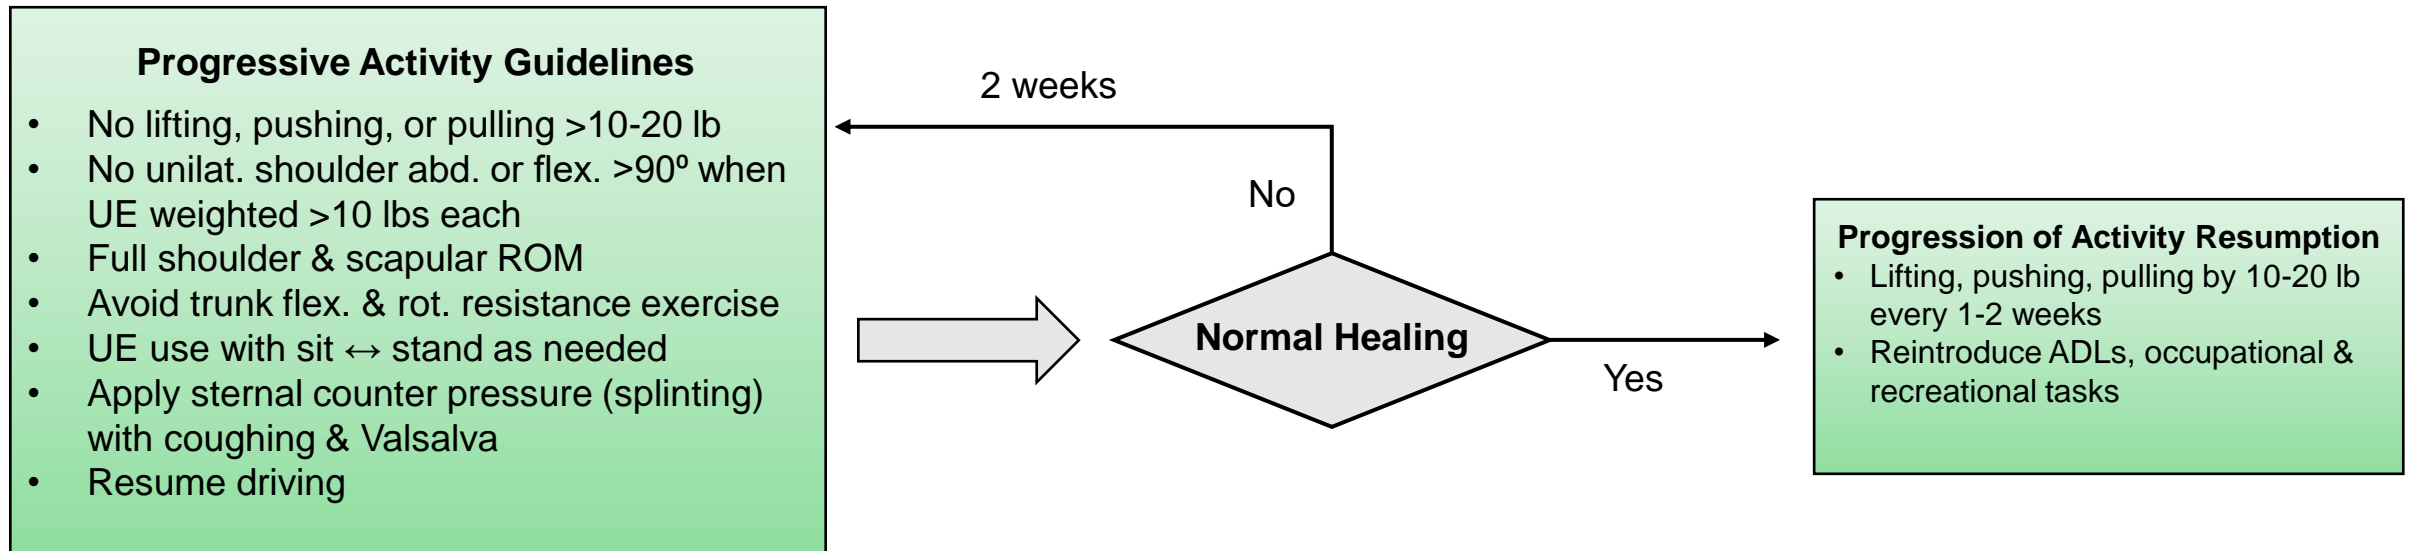 Progressive Activity Guidelines
• No lifting, pushing, or pulling >10-20 lb
• No unilat. shoulder abd. or flex. >90º when
UE weighted >10 lbs each
• Full shoulder & scapular ROM
• Avoid trunk flex. & rot. resistance exercise
• UE use with sit ↔ stand as needed
• Apply sternal counter pressure (splinting)
with coughing & Valsalva
• Resume driving
2 weeks
No
Normal Healing
Yes
Progression of Activity Resumption
• Lifting, pushing, pulling by 10-20 lb
every 1-2 weeks
• Reintroduce ADLs, occupational &
recreational tasks